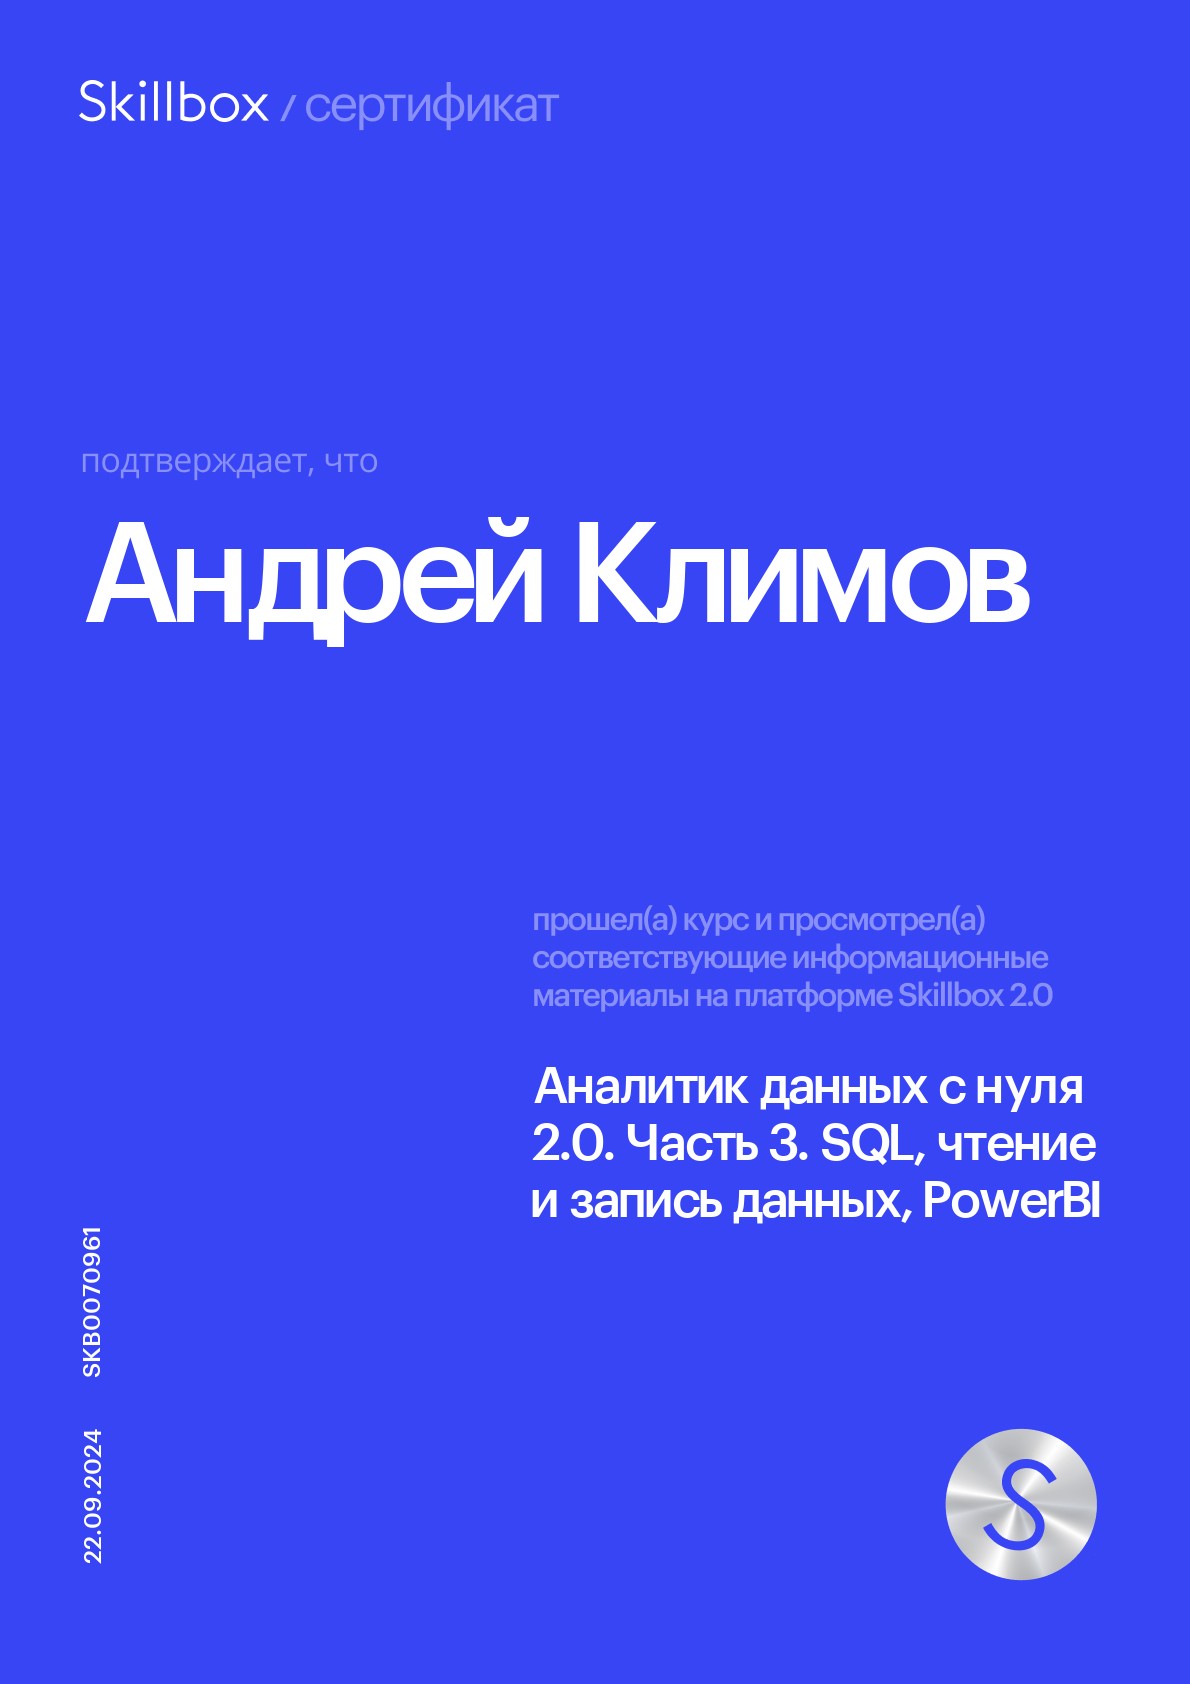 Skillbox / сертификат
подтверждает, что
Андрей Климов
прошел(а) курс и просмотрел(а)
соответствующие информационные
материалы на платформе Skillbox 2.0
Аналитик данных с нуля
2.0. Часть 3. SQL, чтение
и запись данных, PowerBI
SKB0070961
22.09.2024
S